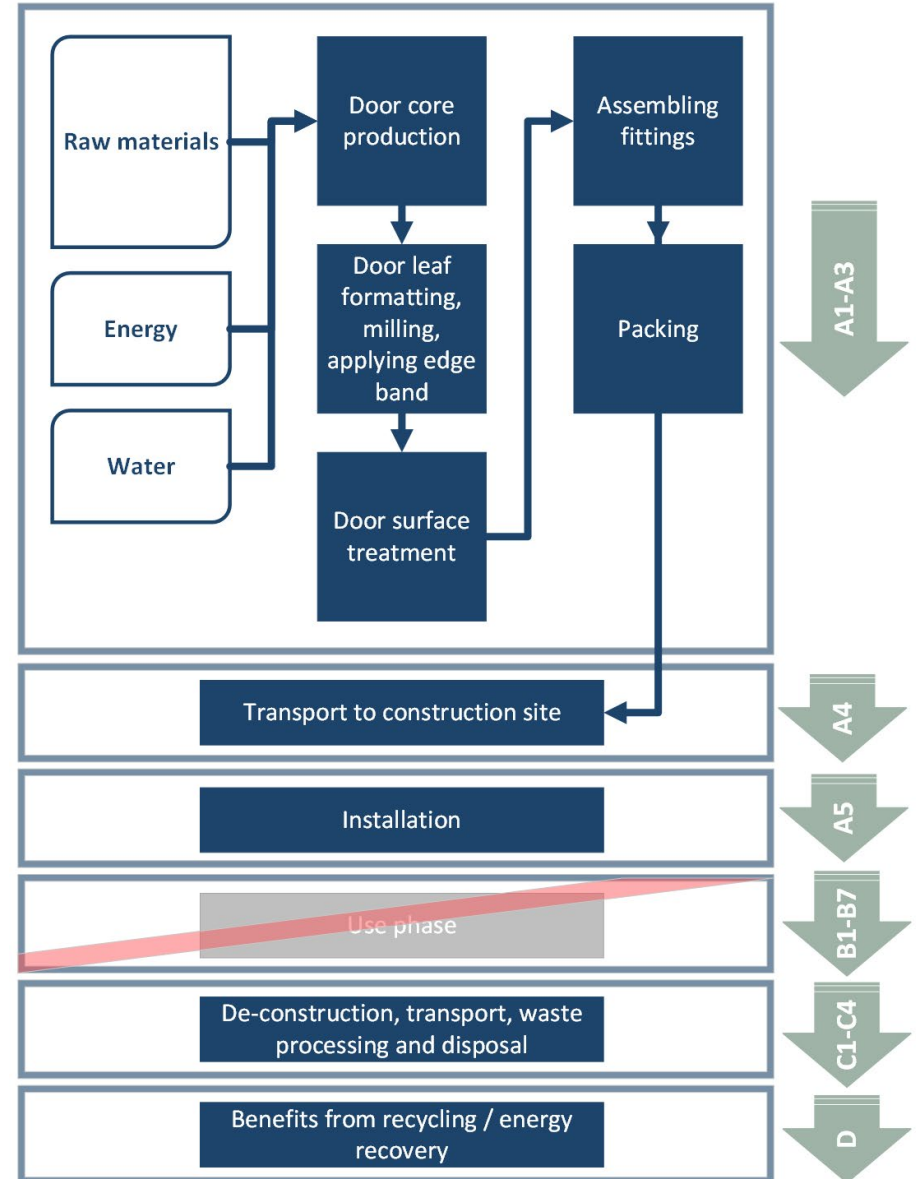 Raw materials
Energy
Water
Door core
production
Door leaf
formatting,
milling,
applying edge
band
Door surface
treatment
Assembling
fittings
Packing
A1-A3
Transport to construction site
A4
Installation
A5
Use phase
B1-B7
De-construction, transport, waste
processing and disposal
C1-C4
Benefits from recycling / energy
recovery
D